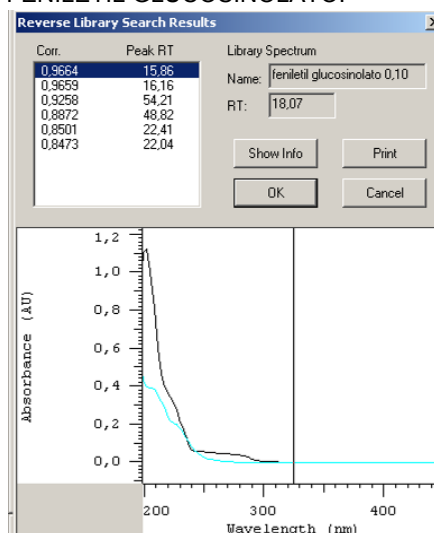 FENILETIL GLUCOSINOLATO:
Reverse Library Search Results
Corr. Peak RT
0,9664 15,86
0,9659 16,16
0,9258 54,21
0,8872 48,82
0,8501 22,41
0,8473 22,04
Library Spectrum
Name: feniletil glucosinolato 0,10
RT: 18,07
Show Info Print
OK Cancel
1,2
1,0
0,8
0,6
0,4
0,2
0,0
Absorbance (AU)
200 300 400
Wavelength (nm)